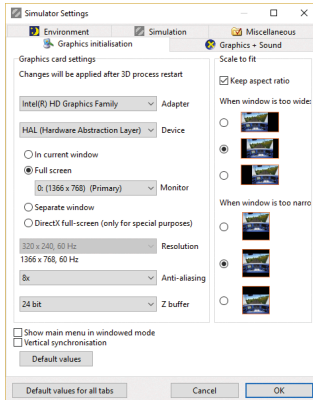 Simulator Settings
Environment
Simulation
Miscellaneous
Graphics initialisation
Graphics + Sound
Graphics card settings
Changes will be applied after 3D process restart
Intel(R) HD Graphics Family
Adapter
HAL (Hardware Abstraction Layer)
Device
In current window
Full screen
0: (1366 x 768) (Primary)
Monitor
Separate window
DirectX full-screen (only for special purposes)
320 x 240, 60 Hz
Resolution
1366 x 768, 60 Hz
8x
Anti-aliasing
24 bit
Z buffer
Scale to fit
Keep aspect ratio
When window is too wide:
When window is too narro
Show main menu in windowed mode
Vertical synchronisation
Default values
Default values for all tabs
Cancel
OK